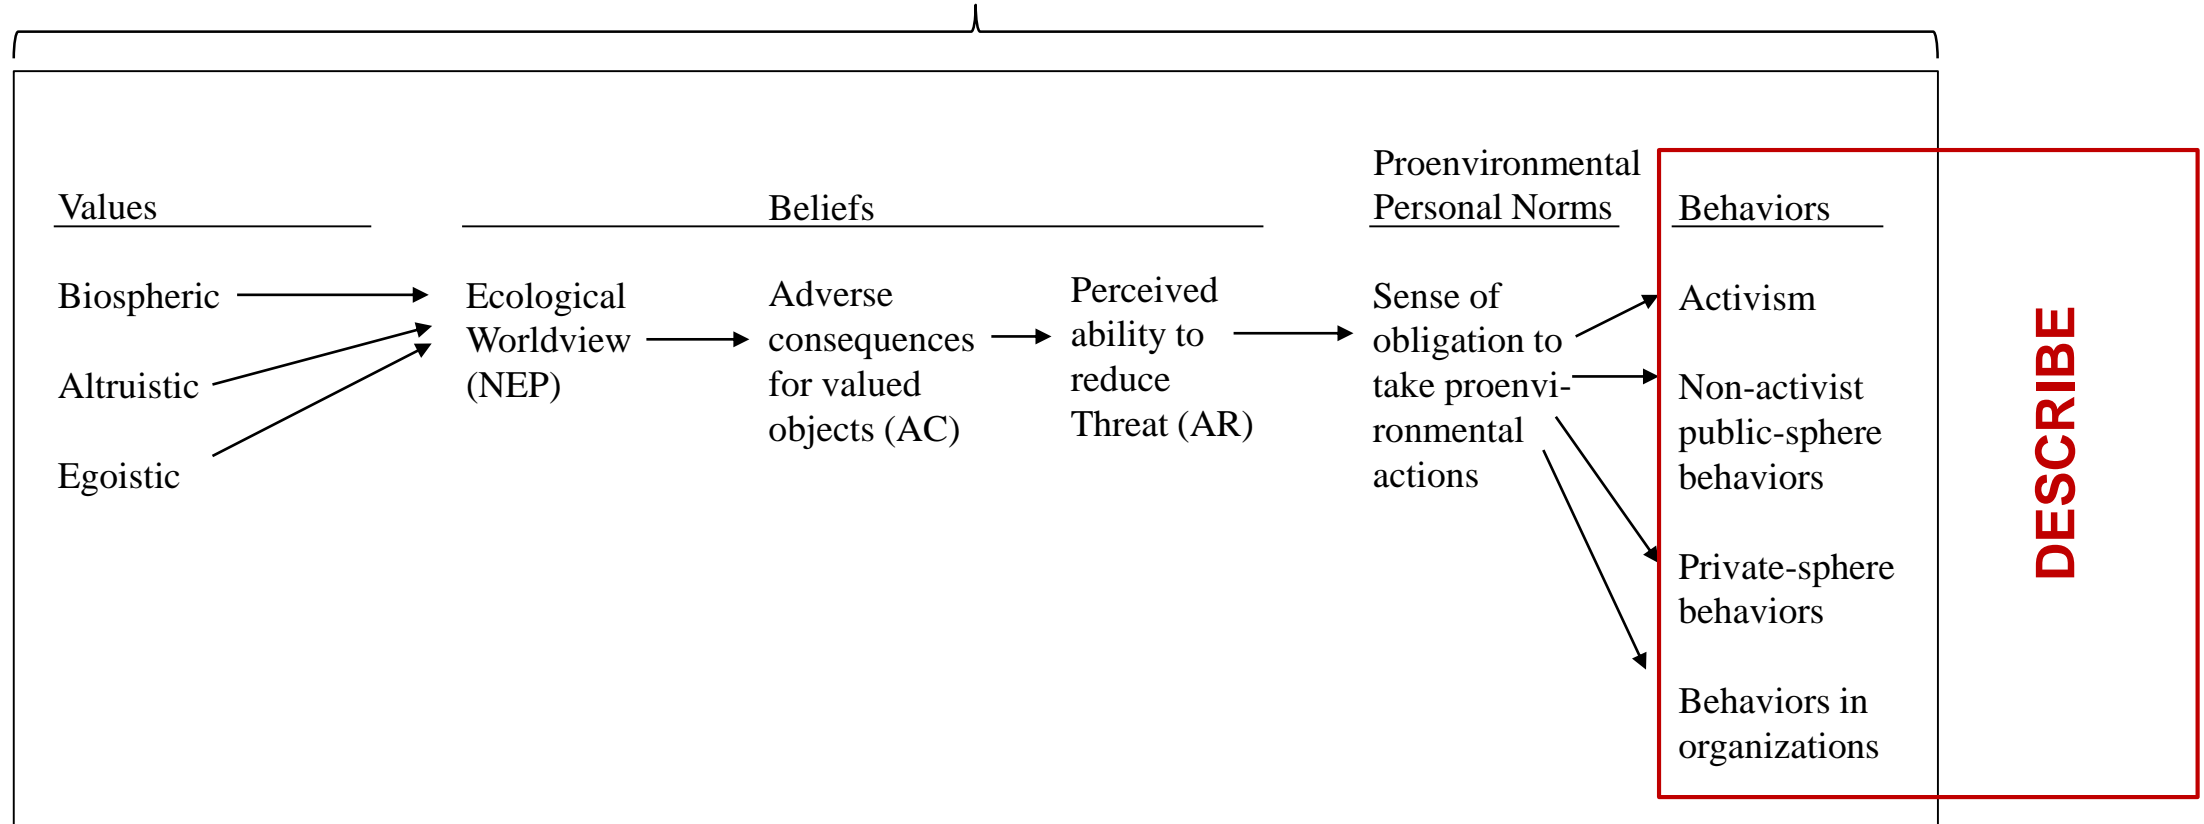 Values
Biospheric
Altruistic
Egoistic
Beliefs
Ecological
Worldview
(NEP)
Adverse
consequences
for valued
objects (AC)
Perceived
ability to
reduce
Threat (AR)
Proenvironmental
Personal Norms
Sense of
obligation to
take proenvi-
ronmental
actions
Behaviors
Activism
Non-activist
public-sphere
behaviors
Private-sphere
behaviors
Behaviors in
organizations
DESCRIBE